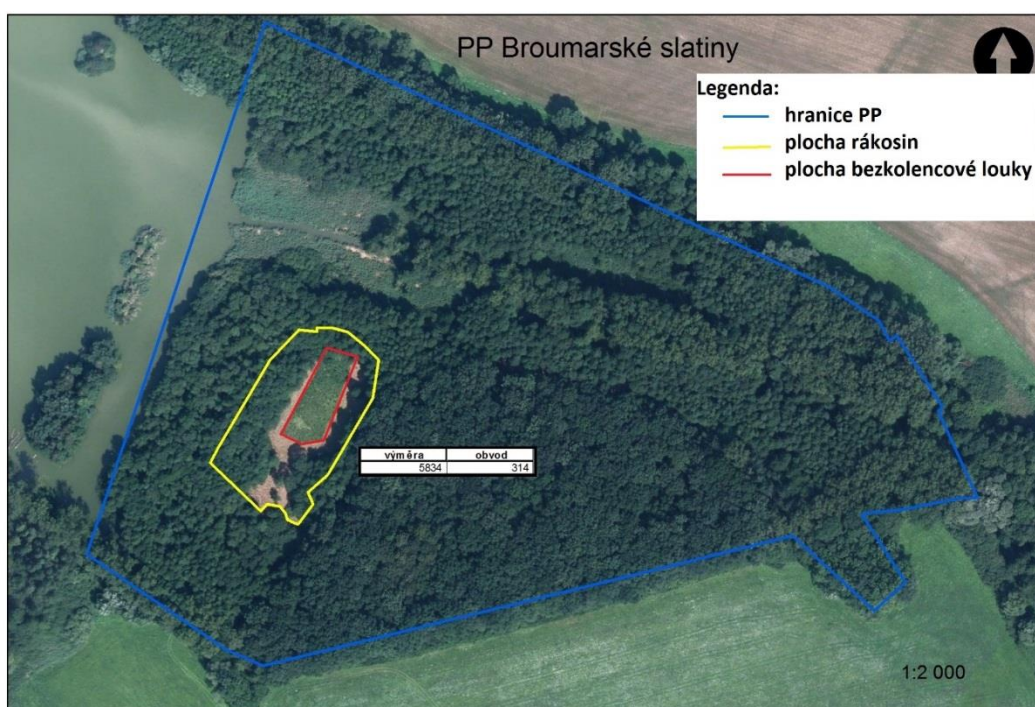 PP Broumarské slatiny
Legenda:
hranice PP
plocha rákosin
plocha bezkolencové louky
výměra obvod
5834 314
1:2 000